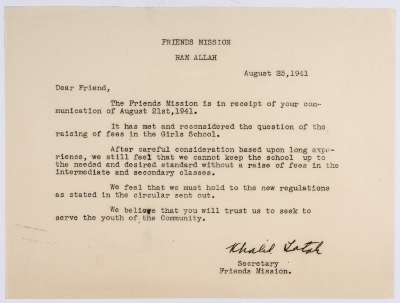 FRIENDS MISSION
RAM ALLAH
August 25,1941
Dear Friend,
The Friends Mission is in receipt of your com-
munication of August 21st,1941.
It has met and reconsidered the question of the
raising of fees in the Girls School.
After careful consideration based upon long expe-
rience, we still feel that we cannot keep the school up to
the needed and desired standard without a raise of fees in the
intermediate and secondary classes.
We feel that we must hold to the new regulations
as stated in the circular sent out.
We believe that you will trust us to seek to
serve the youth of the Community.
Khalil Totah
Secretary
Friends Mission.